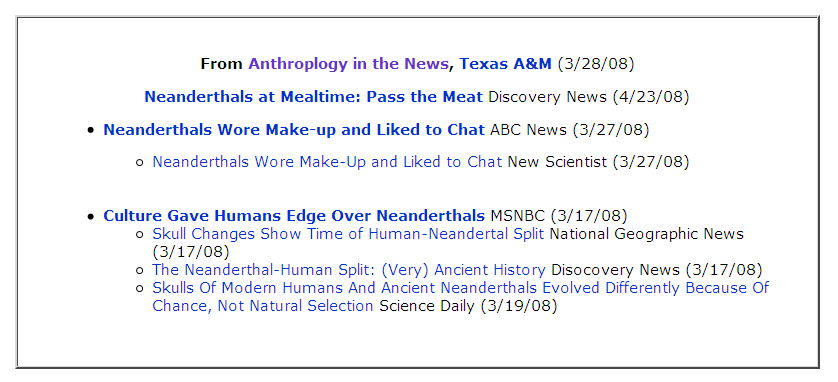 From Anthroplogy in the News, Texas A&M (3/28/08)
Neanderthals at Mealtime: Pass the Meat Discovery News (4/23/08)
Neanderthals Wore Make-up and Liked to Chat ABC News (3/27/08)
Neanderthals Wore Make-Up and Liked to Chat New Scientist (3/27/08)
Culture Gave Humans Edge Over Neanderthals MSNBC (3/17/08)
Skull Changes Show Time of Human-Neandertal Split National Geographic News
(3/17/08)
The Neanderthal-Human Split: (Very) Ancient History Disocovery News (3/17/08)
Skulls Of Modern Humans And Ancient Neanderthals Evolved Differently Because Of
Chance, Not Natural Selection Science Daily (3/19/08)